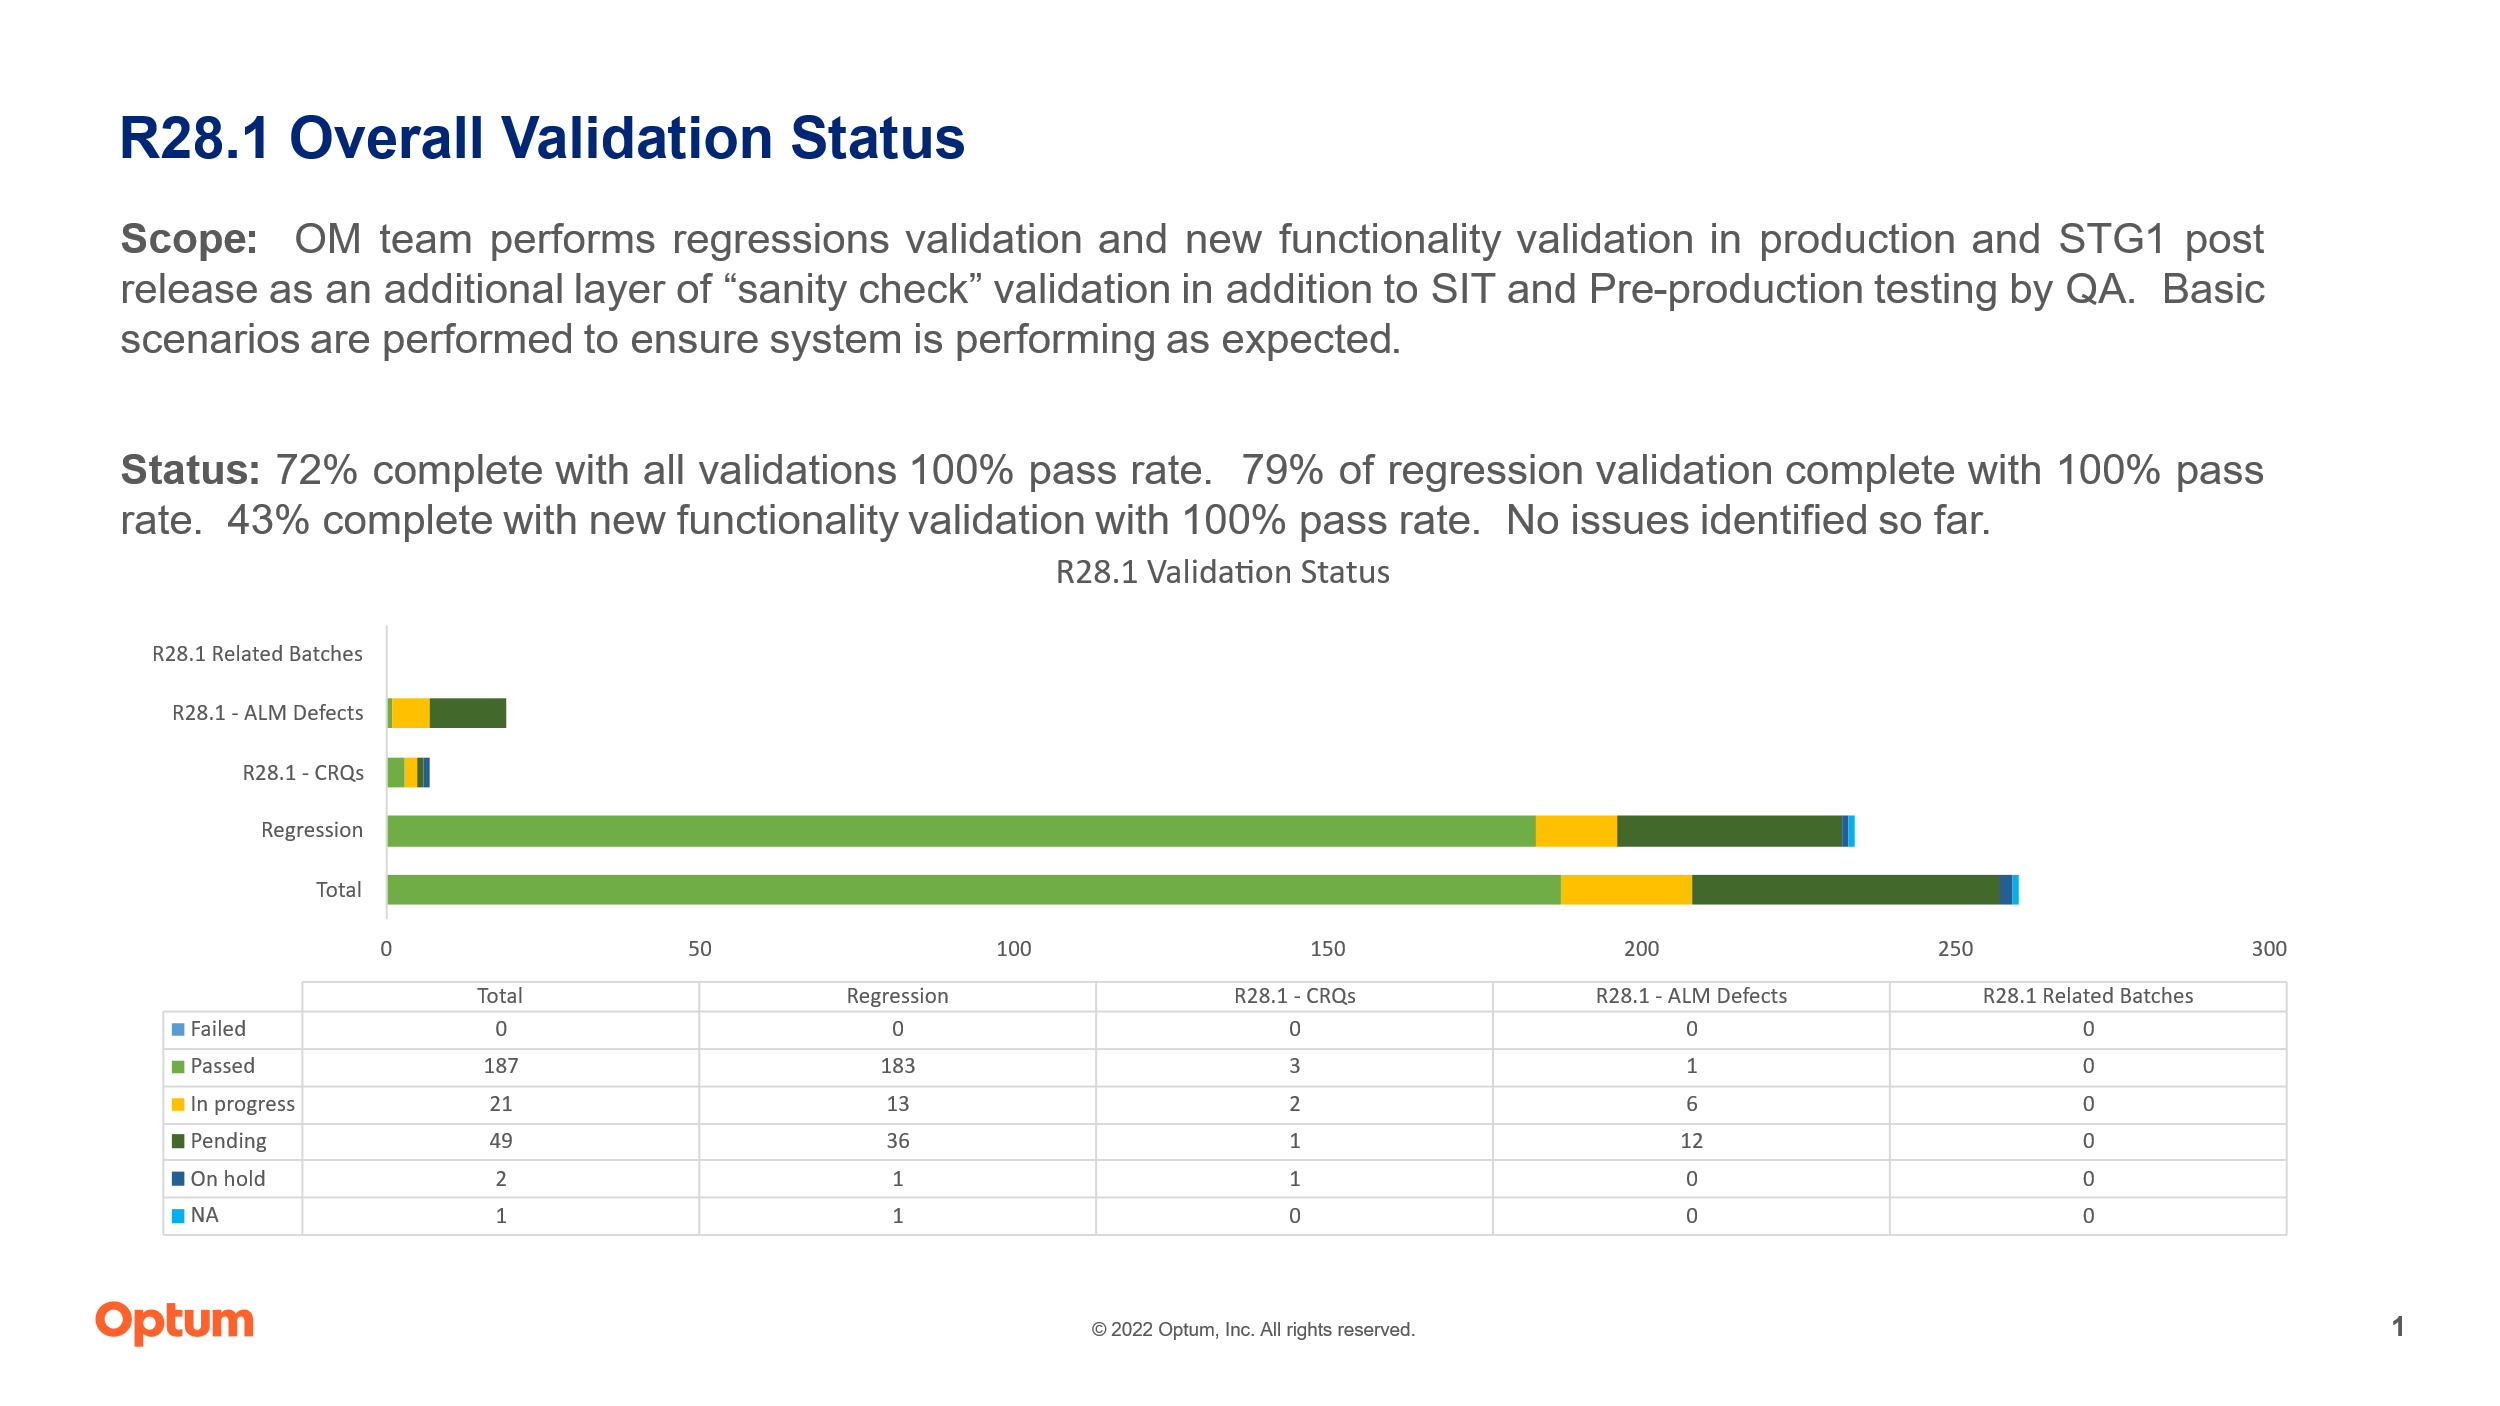 R28.1 Overall Validation Status
Scope: OM team performs regressions validation and new functionality validation in production and STG1 post
release as an additional layer of “sanity check” validation in addition to SIT and Pre-production testing by QA. Basic
scenarios are performed to ensure system is performing as expected.
Status: 72% complete with all validations 100% pass rate. 79% of regression validation complete with 100% pass
rate. 43% complete with new functionality validation with 100% pass rate. No issues identified so far.
R28.1 Validation Status
R28.1 Related Batches
R28.1 - ALM Defects
R28.1 - CRQs
Regression
Total
0 50 100 150 200 250 300
Total Regression R28.1 - CRQs R28.1 - ALM Defects R28.1 Related Batches
Failed 0 0 0 0 0
Passed 187 183 3 1 0
In progress 21 13 2 6 0
Pending 49 36 1 12 0
On hold 2 1 1 0 0
NA 1 1 0 0 0
Optum
© 2022 Optum, Inc. All rights reserved.
1